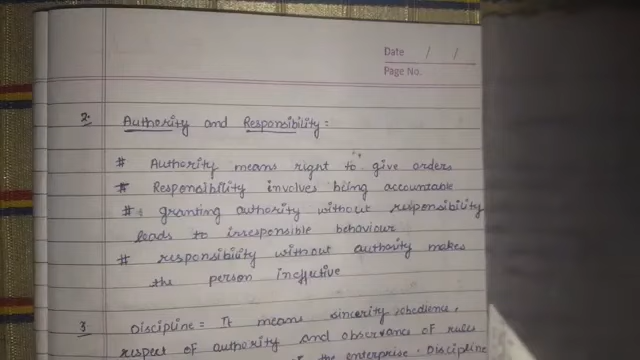 Date / /
Page No.
2. Authority and Responsibility:
# Authority means right to give orders
# Responsibility involves being accountable
# granting authority without responsibility
leads to irresponsible behaviour
# responsibility without authority makes
the person ineffective
3 Discipline = It means sincerity, obedience,
respect of authority and observance of rules
of the enterprise. Discipline